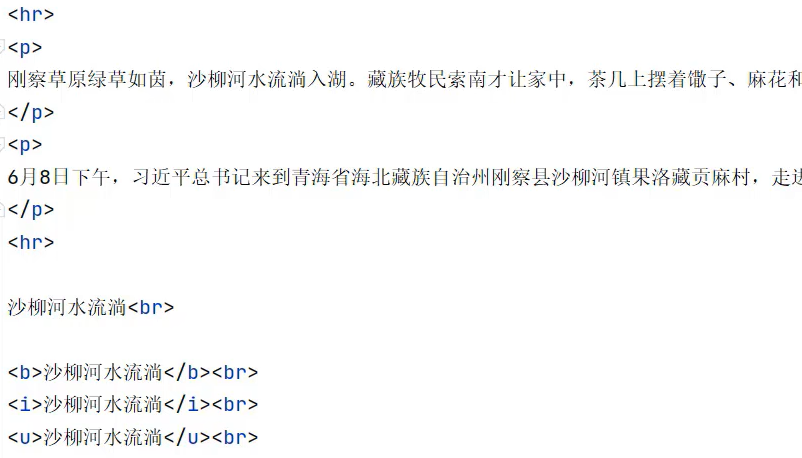 <hr>
<p>
刚察草原绿草如茵，沙柳河水流淌入湖。藏族牧民索南才让家中，茶几上摆着馓子、麻花和
</p>
<p>
6月8日下午，习近平总书记来到青海省海北藏族自治州刚察县沙柳河镇果洛藏贡麻村，走进
</p>
<hr>
沙柳河水流淌<br>
<b>沙柳河水流淌</b><br>
<i>沙柳河水流淌</i><br>
<u>沙柳河水流淌</u><br>